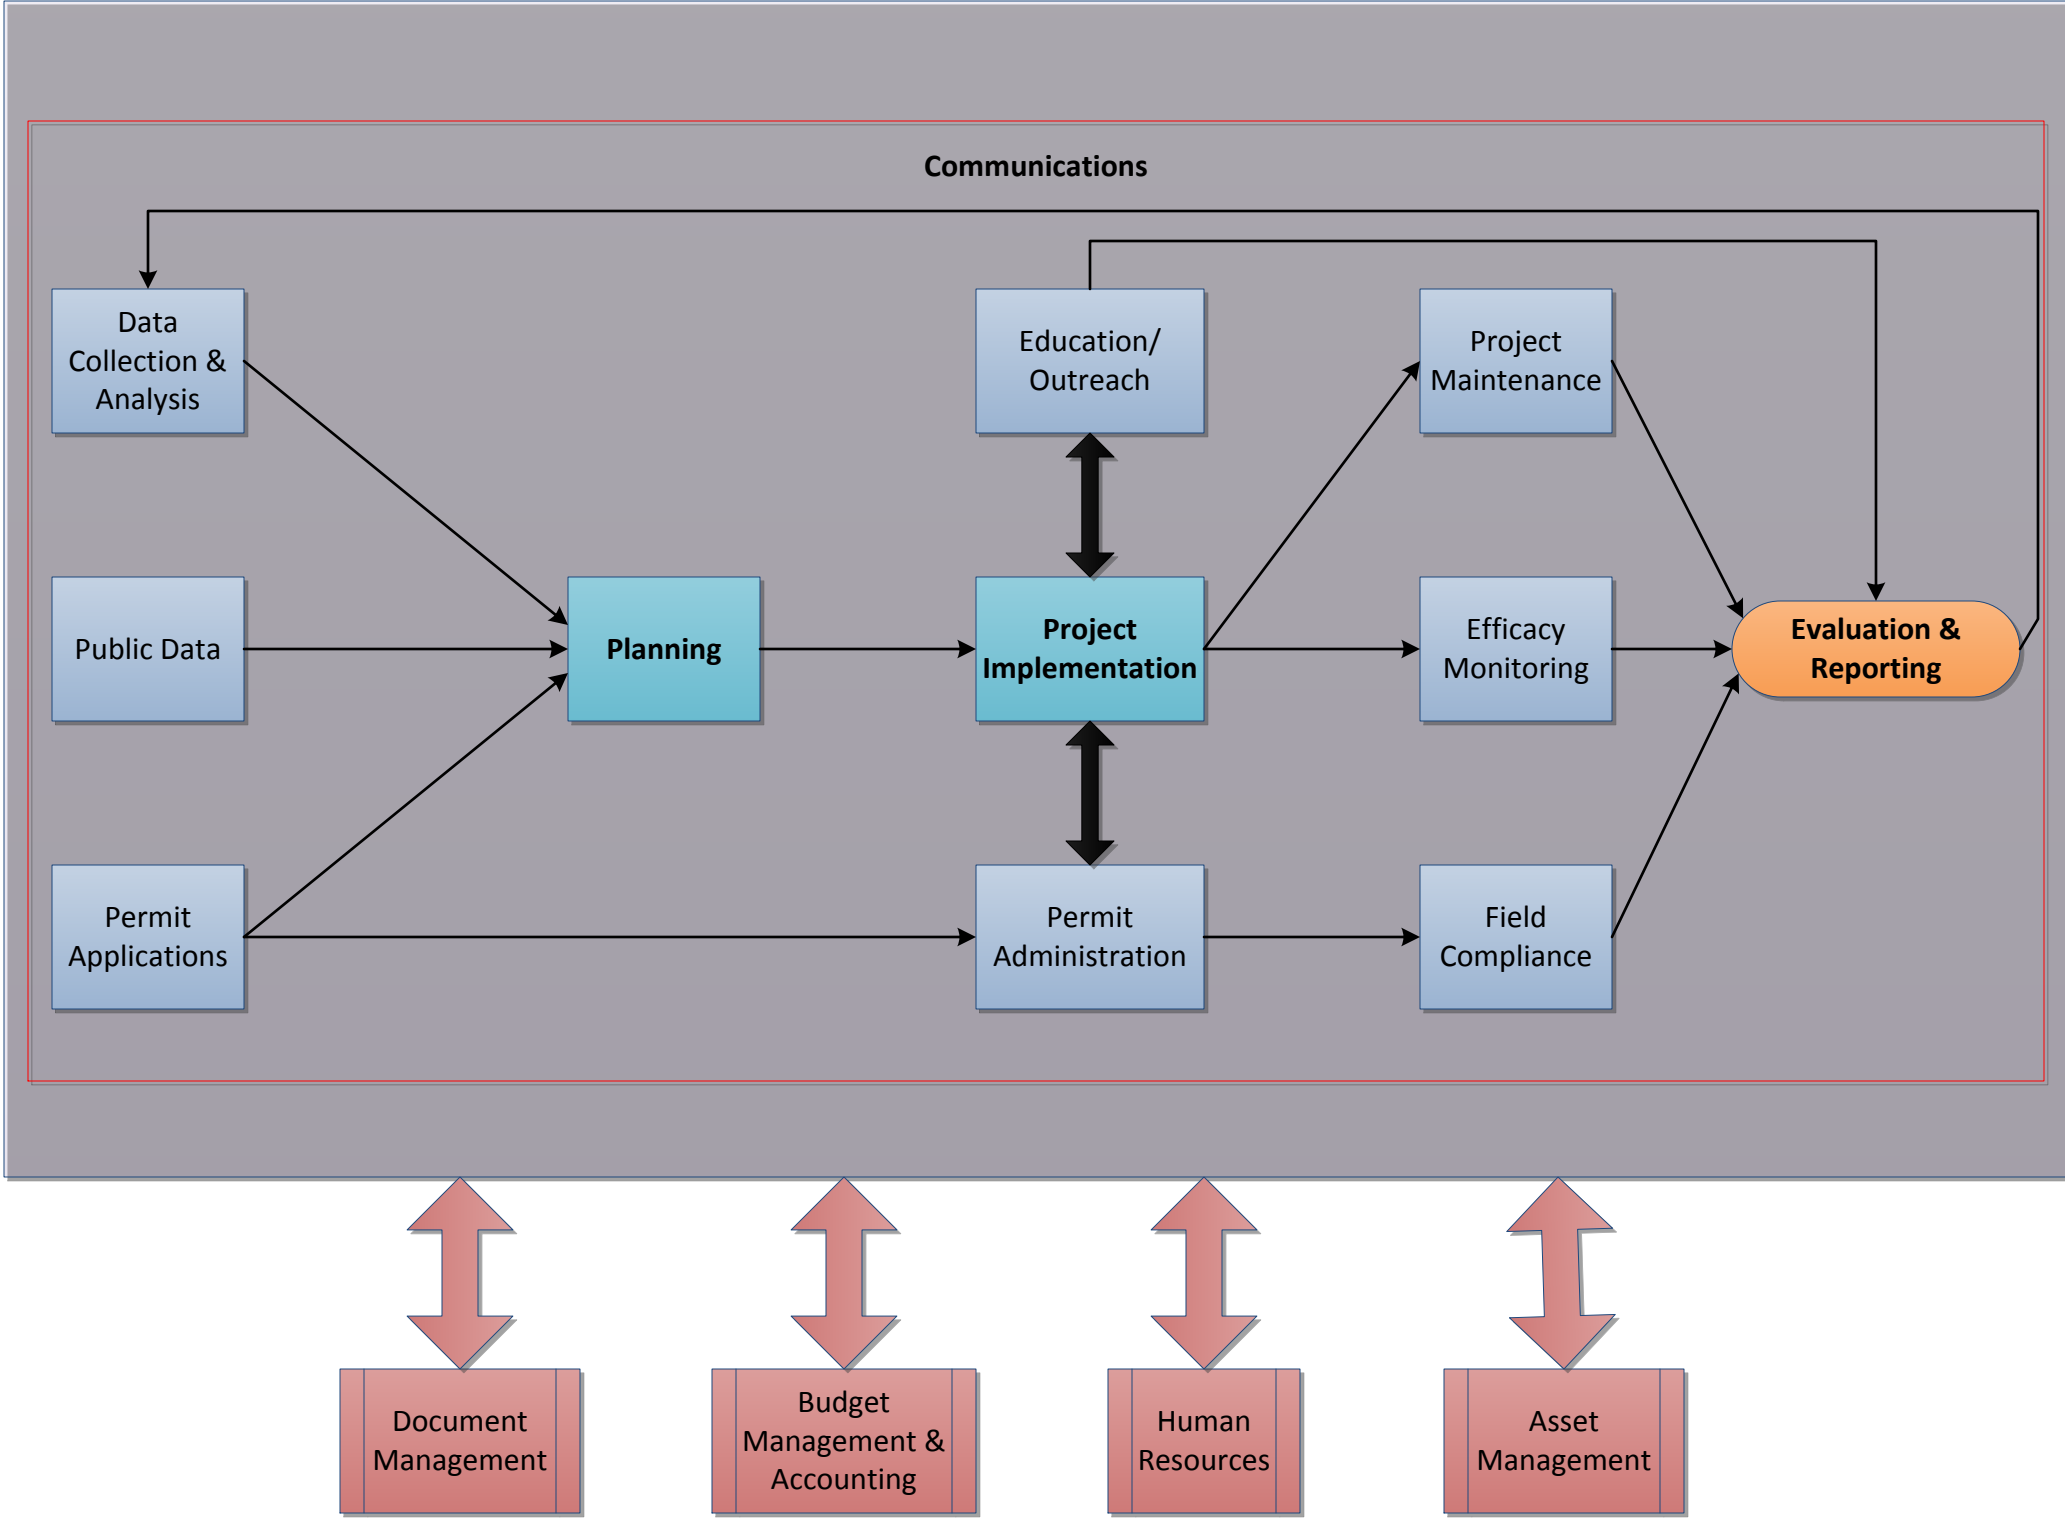 Communications
Data
Collection &
Analysis
Education/
Outreach
Project
Maintenance
Public Data
Planning
Project
Implementation
Efficacy
Monitoring
Evaluation &
Reporting
Permit
Applications
Permit
Administration
Field
Compliance
Document
Management
Budget
Management &
Accounting
Human
Resources
Asset
Management